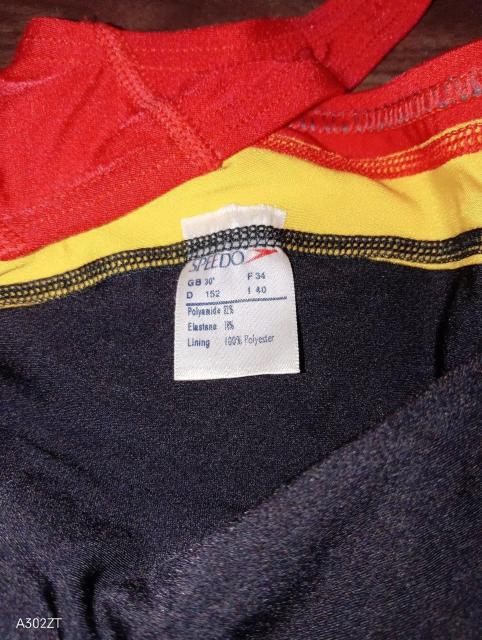 SPEEDO
GB 30" F 34
D 152 I 40
Polyamide 82%
Elastane 18%
Lining 100% Polyester
A302ZT